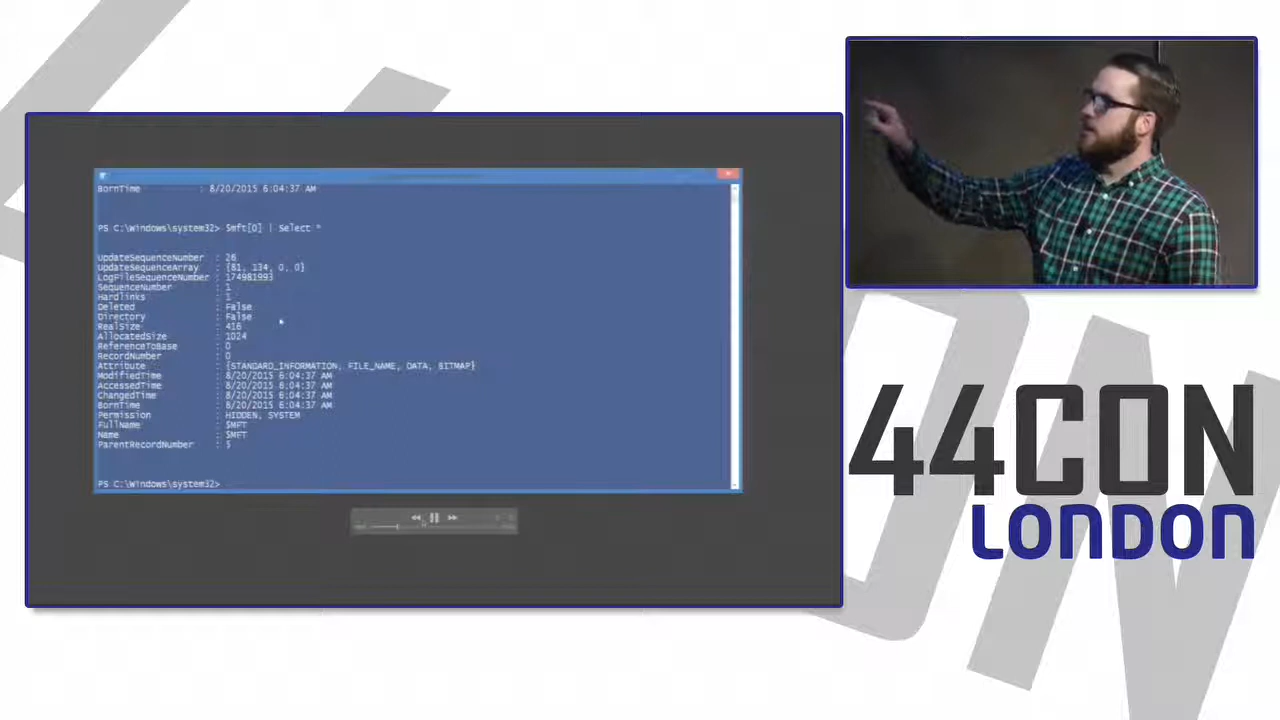 BornTime : 8/20/2015 6:04:37 AM
PS C:\Windows\system32> $mft[0] | Select *
UpdateSequenceNumber : 26
UpdateSequenceArray : {81, 134, 0, 0}
LogFileSequenceNumber : 174981993
SequenceNumber : 1
Hardlinks : 1
Deleted : False
Directory : False
RealSize : 416
AllocatedSize : 1024
ReferenceToBase : 0
RecordNumber : 0
Attribute : {STANDARD_INFORMATION, FILE_NAME, DATA, BITMAP}
ModifiedTime : 8/20/2015 6:04:37 AM
AccessedTime : 8/20/2015 6:04:37 AM
ChangedTime : 8/20/2015 6:04:37 AM
BornTime : 8/20/2015 6:04:37 AM
Permission : HIDDEN, SYSTEM
FullName : $MFT
Name : $MFT
ParentRecordNumber : 5
PS C:\Windows\system32>
44CON
LONDON